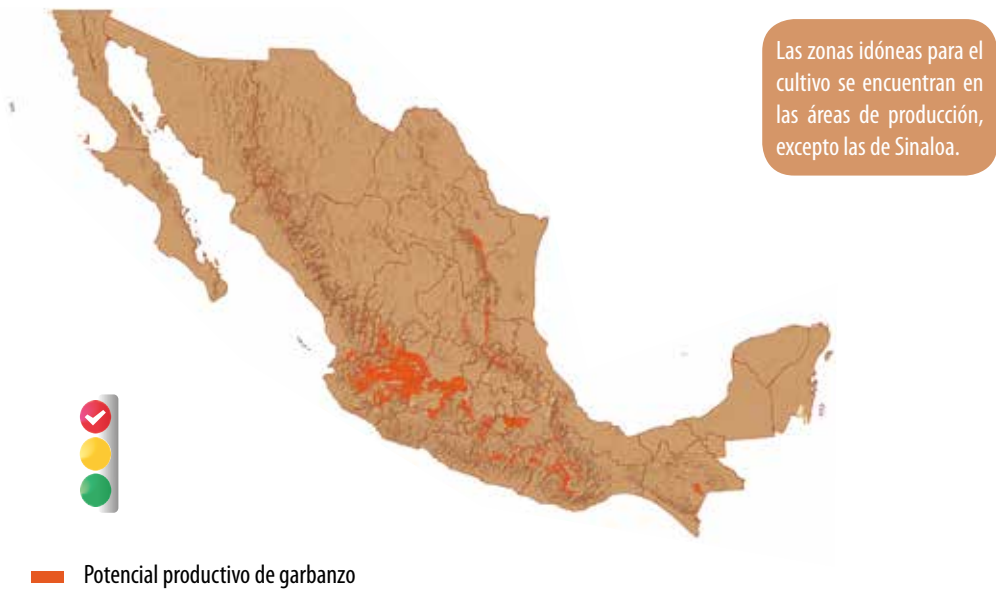 Las zonas idóneas para el
cultivo se encuentran en
las áreas de producción,
excepto las de Sinaloa.
Potencial productivo de garbanzo